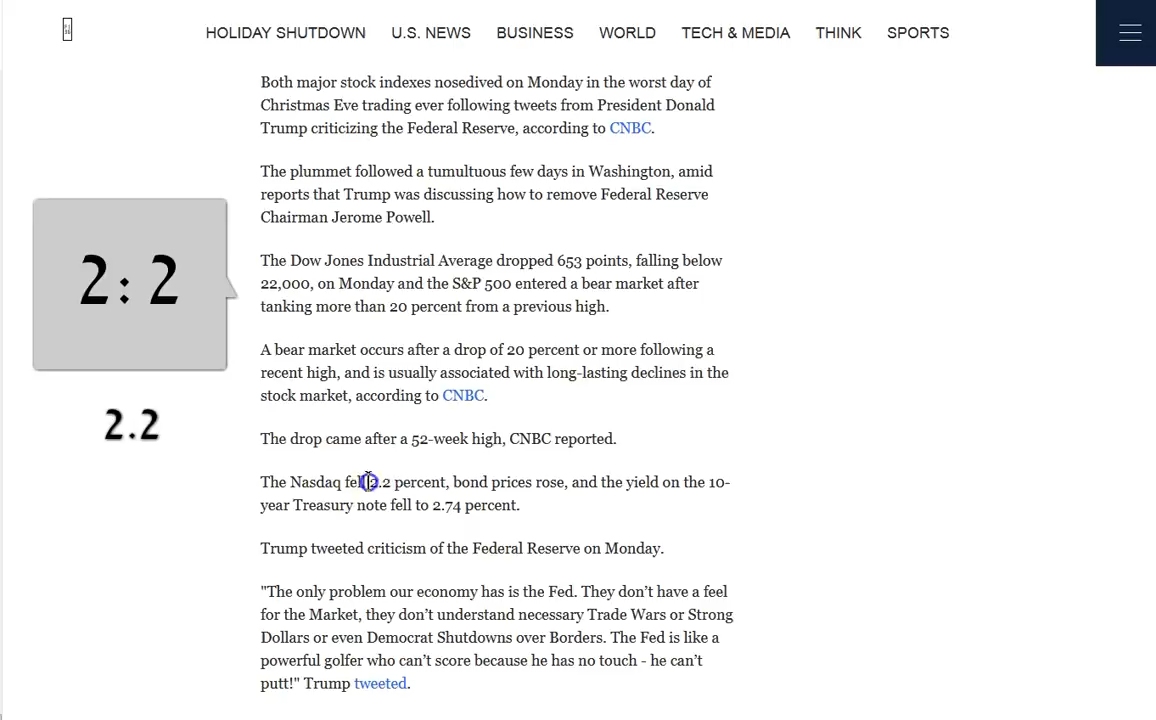 HOLIDAY SHUTDOWN U.S. NEWS BUSINESS WORLD TECH & MEDIA THINK SPORTS
Both major stock indexes nosedived on Monday in the worst day of
Christmas Eve trading ever following tweets from President Donald
Trump criticizing the Federal Reserve, according to CNBC.
The plummet followed a tumultuous few days in Washington, amid
reports that Trump was discussing how to remove Federal Reserve
Chairman Jerome Powell.
2:2
2.2
The Dow Jones Industrial Average dropped 653 points, falling below
22,000, on Monday and the S&P 500 entered a bear market after
tanking more than 20 percent from a previous high.
A bear market occurs after a drop of 20 percent or more following a
recent high, and is usually associated with long-lasting declines in the
stock market, according to CNBC.
The drop came after a 52-week high, CNBC reported.
The Nasdaq fell 2.2 percent, bond prices rose, and the yield on the 10-
year Treasury note fell to 2.74 percent.
Trump tweeted criticism of the Federal Reserve on Monday.
"The only problem our economy has is the Fed. They don’t have a feel
for the Market, they don’t understand necessary Trade Wars or Strong
Dollars or even Democrat Shutdowns over Borders. The Fed is like a
powerful golfer who can’t score because he has no touch - he can’t
putt!" Trump tweeted.